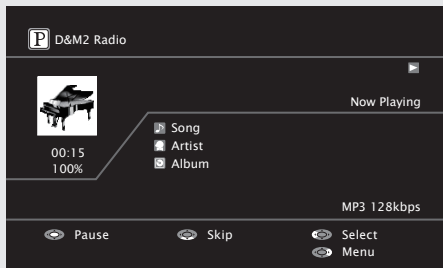 P D&M2 Radio
Now Playing
Song
Artist
Album
00:15
100%
MP3 128kbps
Pause Skip Select
Menu